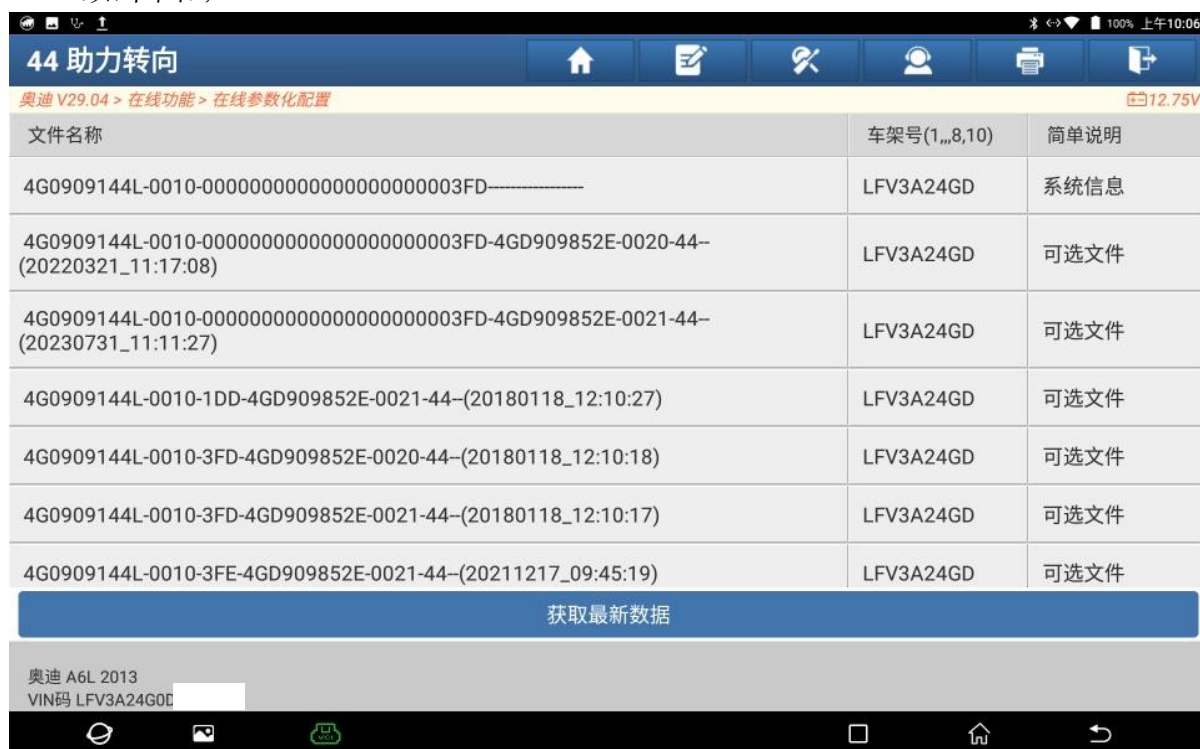 100% 上午10:06
44 助力转向
奥迪 V29.04 > 在线功能 > 在线参数化配置 12.75V
文件名称 车架号(1,,,8,10) 简单说明
4G0909144L-0010-0000000000000000000003FD----------------- LFV3A24GD 系统信息
4G0909144L-0010-0000000000000000000003FD-4GD909852E-0020-44--
(20220321_11:17:08) LFV3A24GD 可选文件
4G0909144L-0010-0000000000000000000003FD-4GD909852E-0021-44--
(20230731_11:11:27) LFV3A24GD 可选文件
4G0909144L-0010-1DD-4GD909852E-0021-44--(20180118_12:10:27) LFV3A24GD 可选文件
4G0909144L-0010-3FD-4GD909852E-0020-44--(20180118_12:10:18) LFV3A24GD 可选文件
4G0909144L-0010-3FD-4GD909852E-0021-44--(20180118_12:10:17) LFV3A24GD 可选文件
4G0909144L-0010-3FE-4GD909852E-0021-44--(20211217_09:45:19) LFV3A24GD 可选文件
获取最新数据
奥迪 A6L 2013
VIN码 LFV3A24G0D
VCI